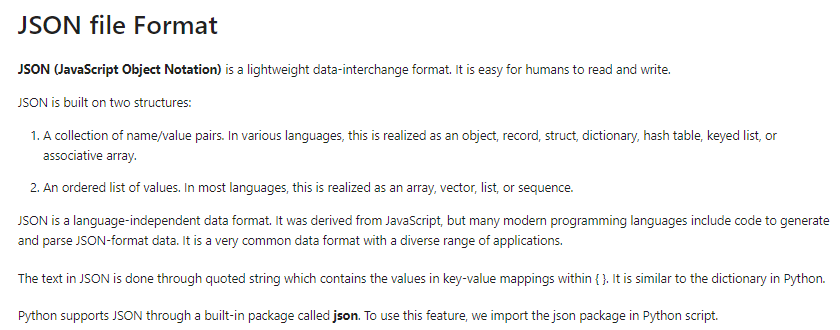 JSON file Format
JSON (JavaScript Object Notation) is a lightweight data-interchange format. It is easy for humans to read and write.
JSON is built on two structures:
1. A collection of name/value pairs. In various languages, this is realized as an object, record, struct, dictionary, hash table, keyed list, or
associative array.
2. An ordered list of values. In most languages, this is realized as an array, vector, list, or sequence.
JSON is a language-independent data format. It was derived from JavaScript, but many modern programming languages include code to generate
and parse JSON-format data. It is a very common data format with a diverse range of applications.
The text in JSON is done through quoted string which contains the values in key-value mappings within { }. It is similar to the dictionary in Python.
Python supports JSON through a built-in package called json. To use this feature, we import the json package in Python script.